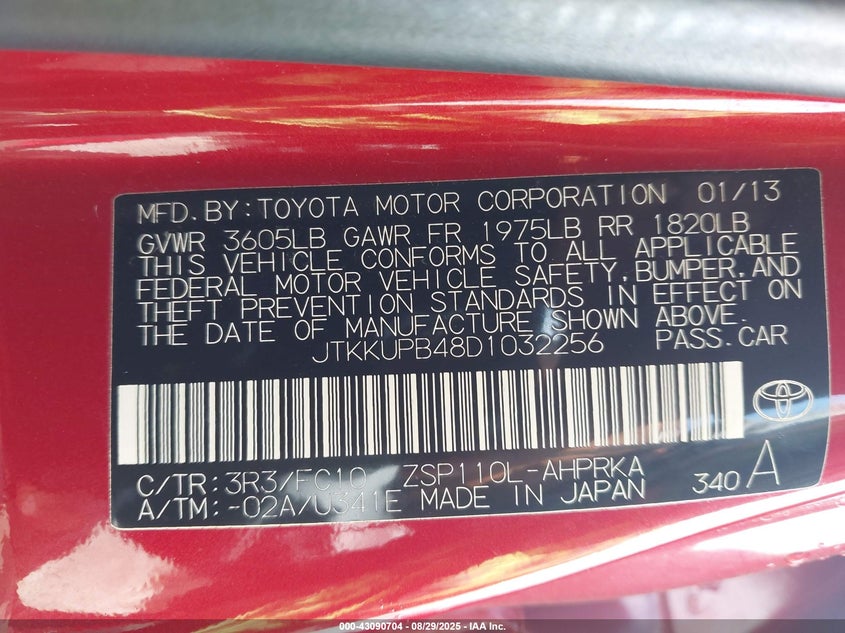 MFD. BY: TOYOTA MOTOR CORPORATION 01/13
GVWR 3605LB GAWR FR 1975LB RR 1820LB
THIS VEHICLE CONFORMS TO ALL APPLICABLE
FEDERAL MOTOR VEHICLE SAFETY, BUMPER, AND
THEFT PREVENTION STANDARDS IN EFFECT ON
THE DATE OF MANUFACTURE SHOWN ABOVE.
JTKKUPB48D1032256 PASS.CAR
C/TR: 3R3/FC10 ZSP110L-AHPRKA
A/TM: -02A/U341E MADE IN JAPAN 340 A
000-43090704 - 08/29/2025 - IAA Inc.